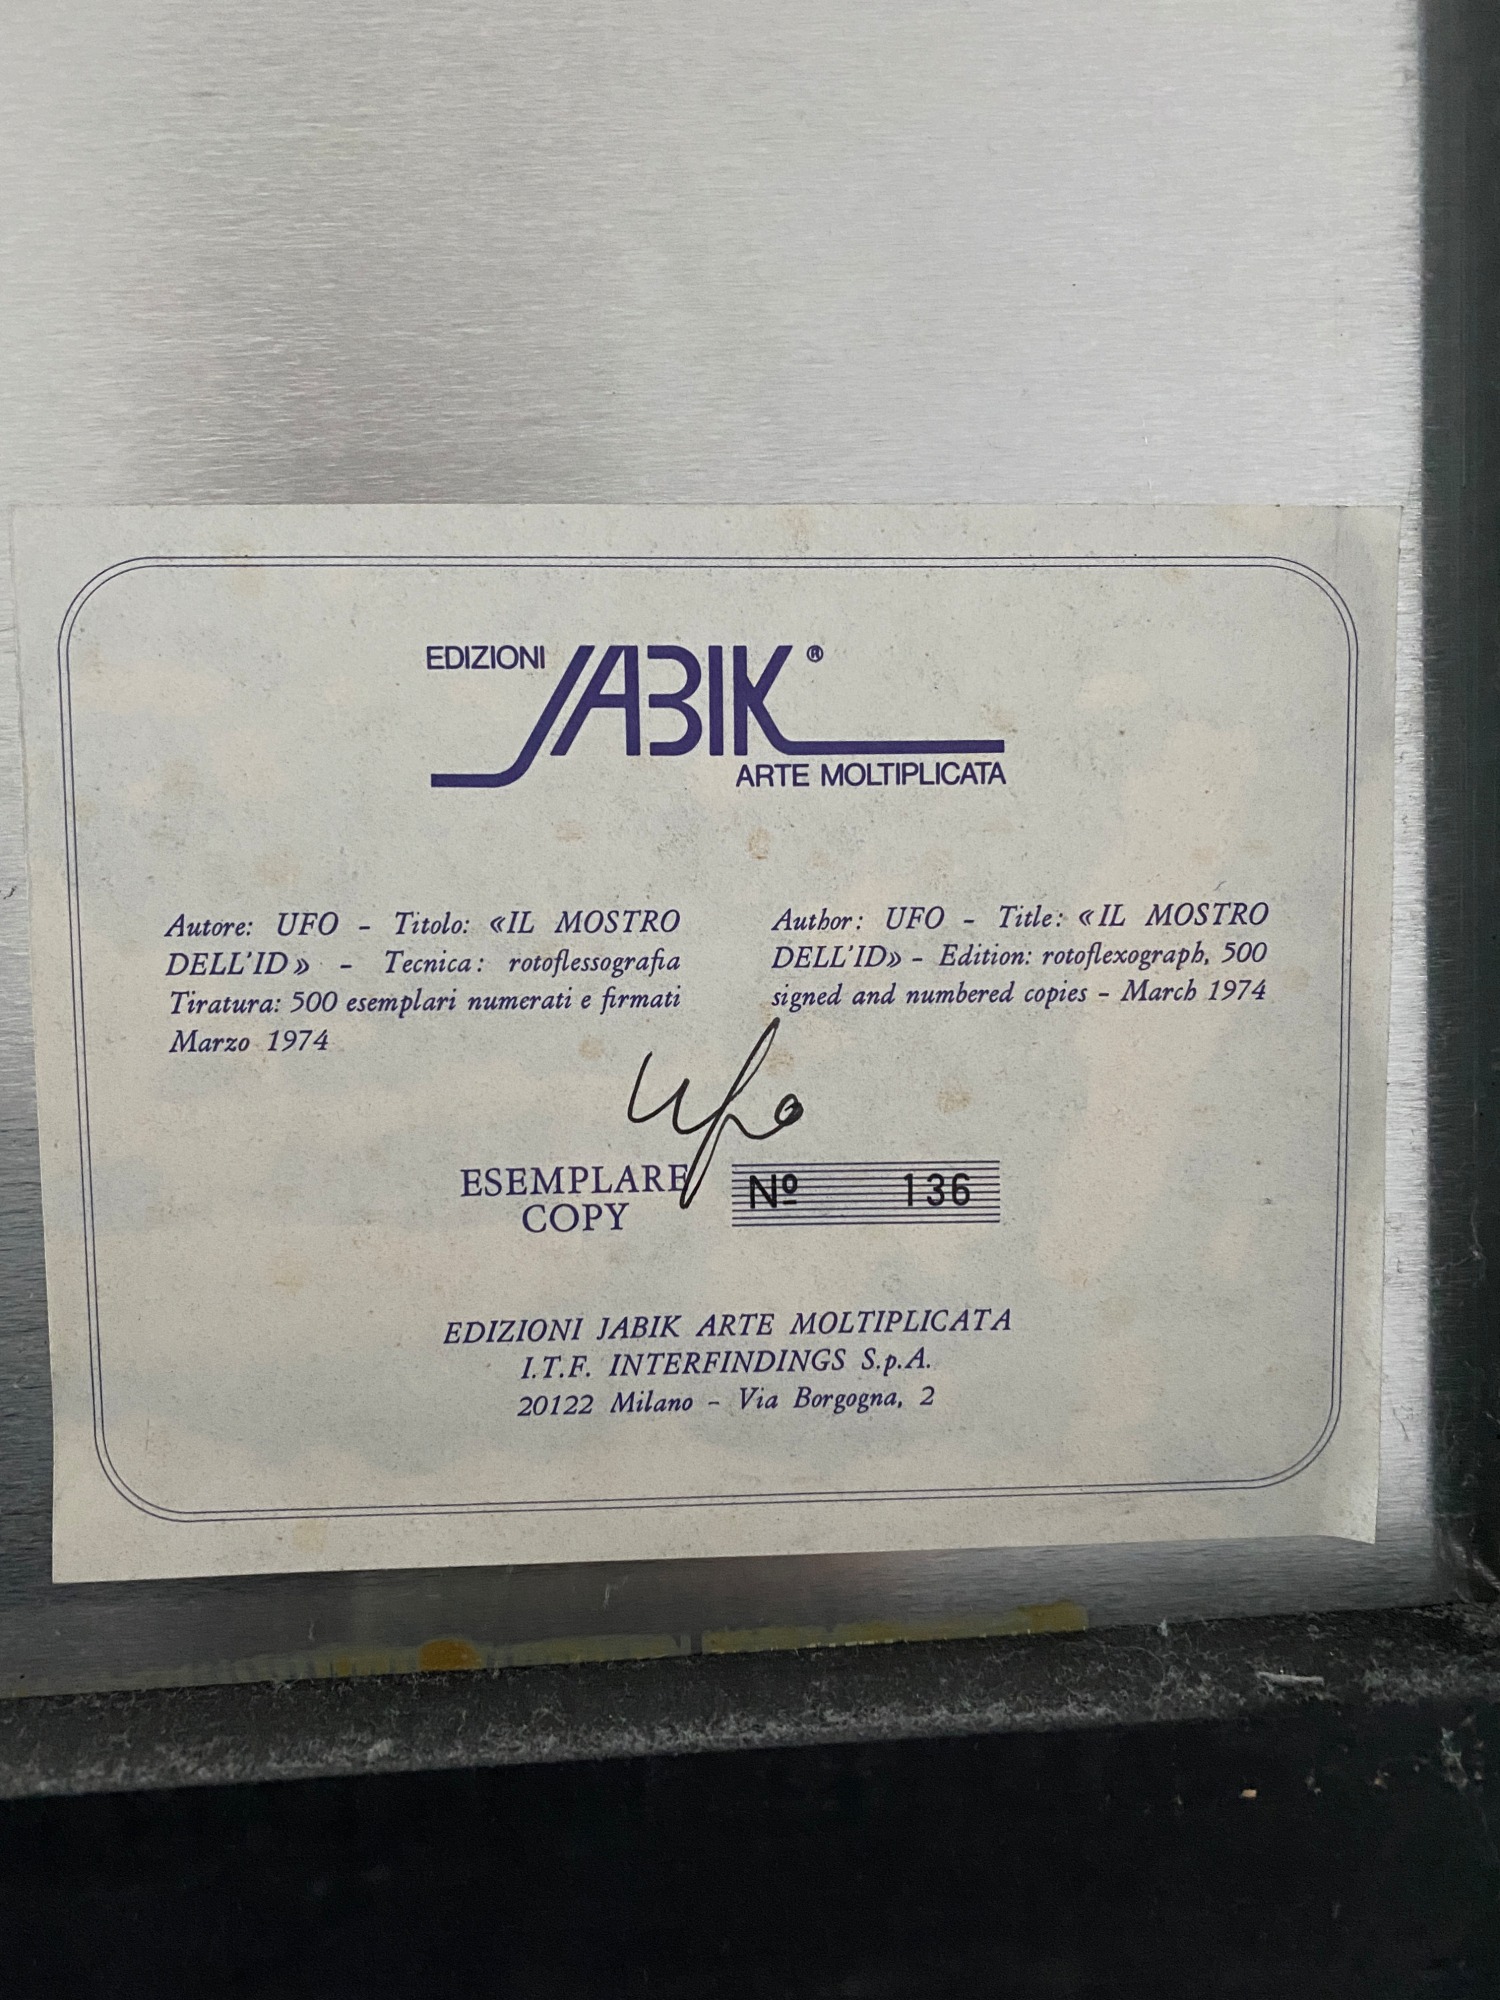 EDIZIONI JABIK®
ARTE MOLTIPLICATA
Autore: UFO - Titolo: «IL MOSTRO
DELL'ID» - Tecnica: rotoflessografia
Tiratura: 500 esemplari numerati e firmati
Marzo 1974
Author: UFO - Title: «IL MOSTRO
DELL'ID» - Edition: rotoflexograph, 500
signed and numbered copies - March 1974
Ufo
ESEMPLARE
COPY
Nº 136
EDIZIONI JABIK ARTE MOLTIPLICATA
I.T.F. INTERFINDINGS S.p.A.
20122 Milano - Via Borgogna, 2